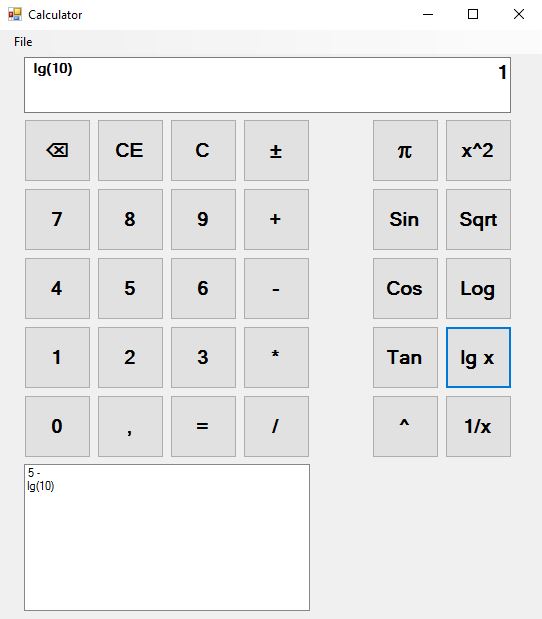 Calculator
File
lg(10)
1
⌫ CE C ± π x^2
7 8 9 + Sin Sqrt
4 5 6 - Cos Log
1 2 3 * Tan lg x
0 , = / ^ 1/x
5 -
lg(10)